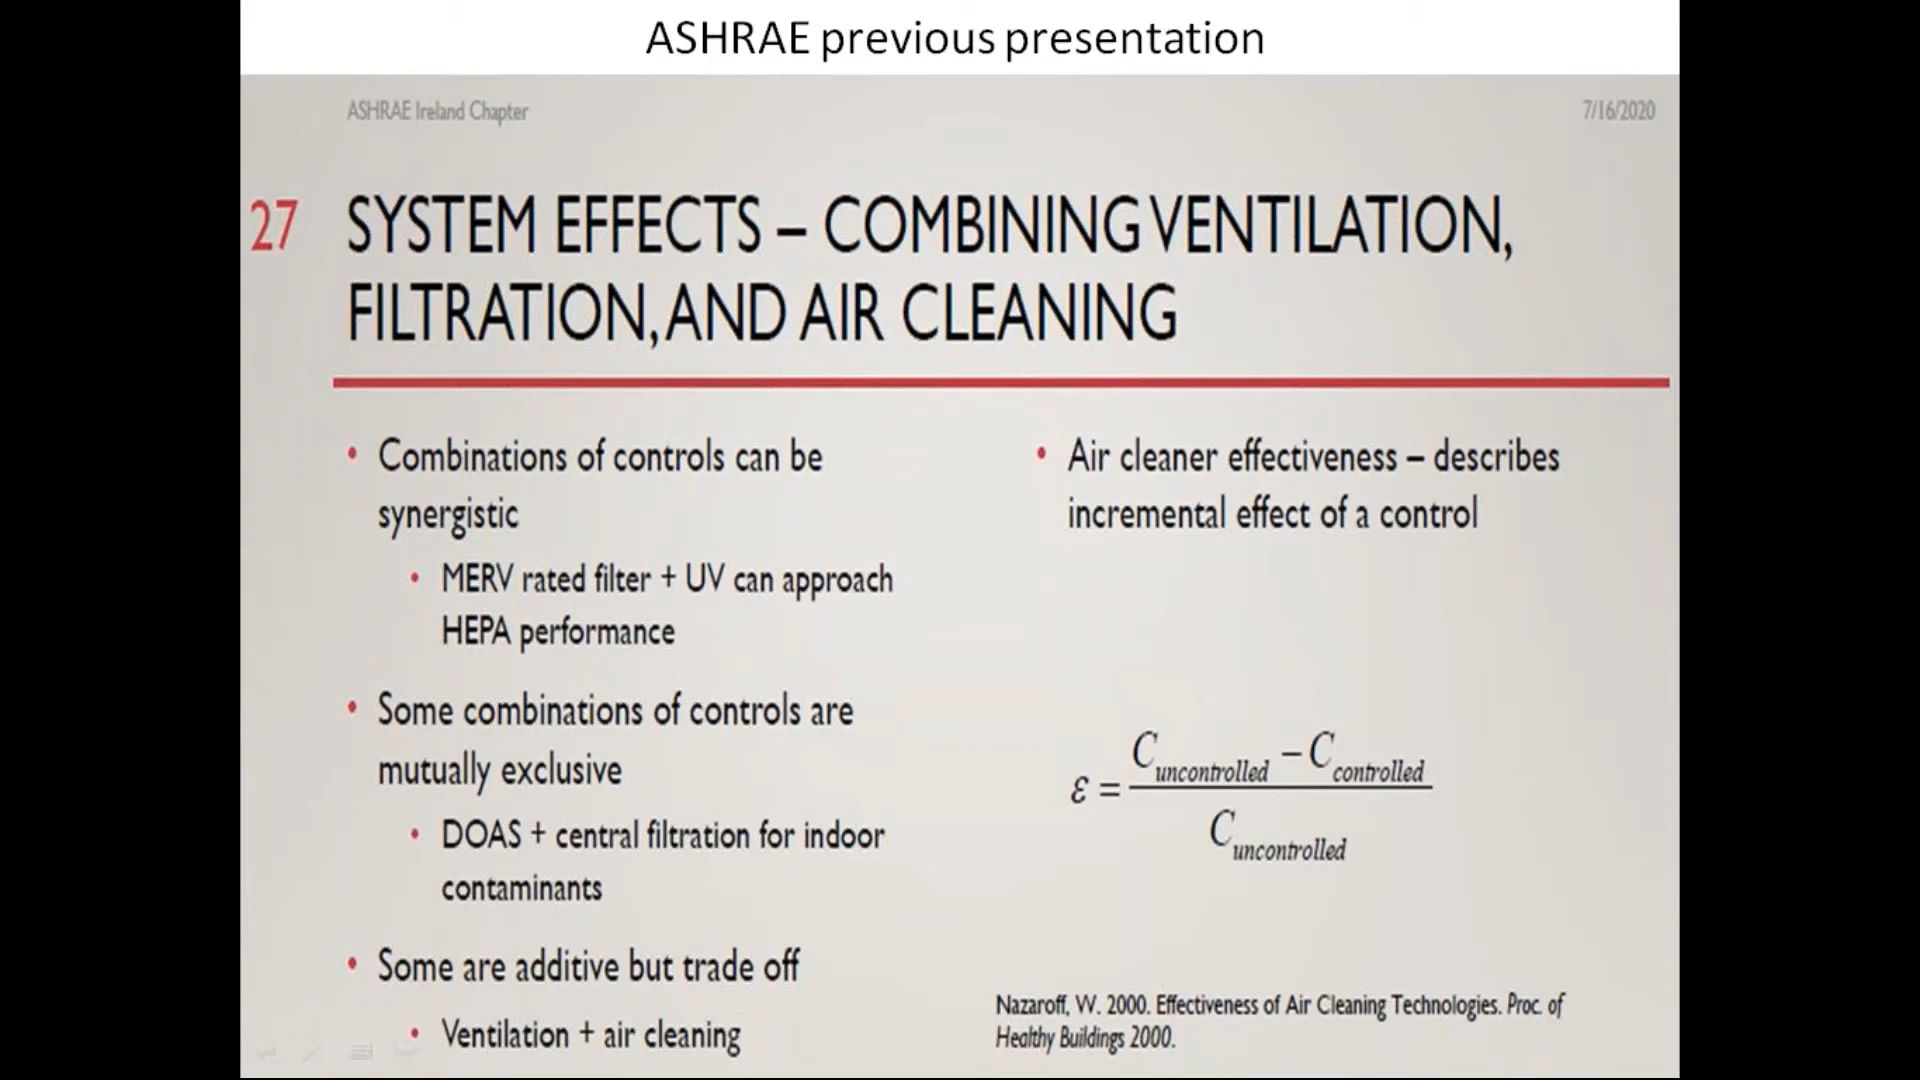 ASHRAE previous presentation
ASHRAE Ireland Chapter
7/16/2020
27
SYSTEM EFFECTS – COMBINING VENTILATION,
FILTRATION, AND AIR CLEANING
• Combinations of controls can be
synergistic
• MERV rated filter + UV can approach
HEPA performance
• Some combinations of controls are
mutually exclusive
• DOAS + central filtration for indoor
contaminants
• Some are additive but trade off
• Ventilation + air cleaning
• Air cleaner effectiveness – describes
incremental effect of a control
C uncontrolled – C controlled
ε =
C uncontrolled
Nazaroff, W. 2000. Effectiveness of Air Cleaning Technologies. Proc. of
Healthy Buildings 2000.